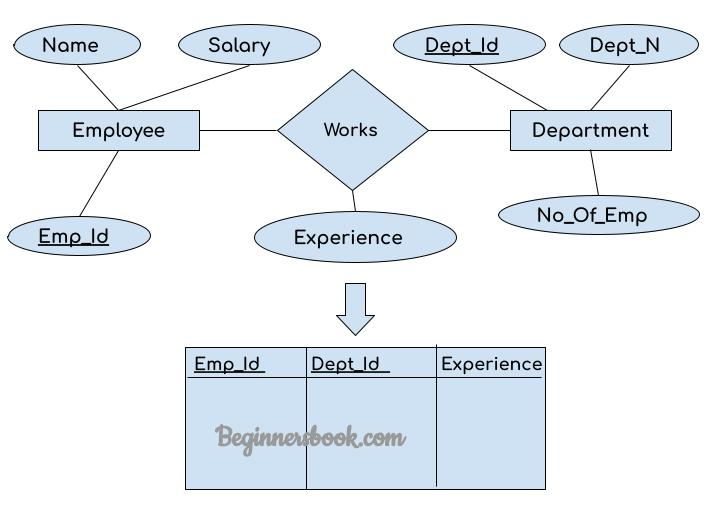 Name
Salary
Dept_Id
Dept_N
Employee
Works
Department
Emp_Id
Experience
No_Of_Emp
Emp_Id
Dept_Id
Experience
Beginnersbook.com